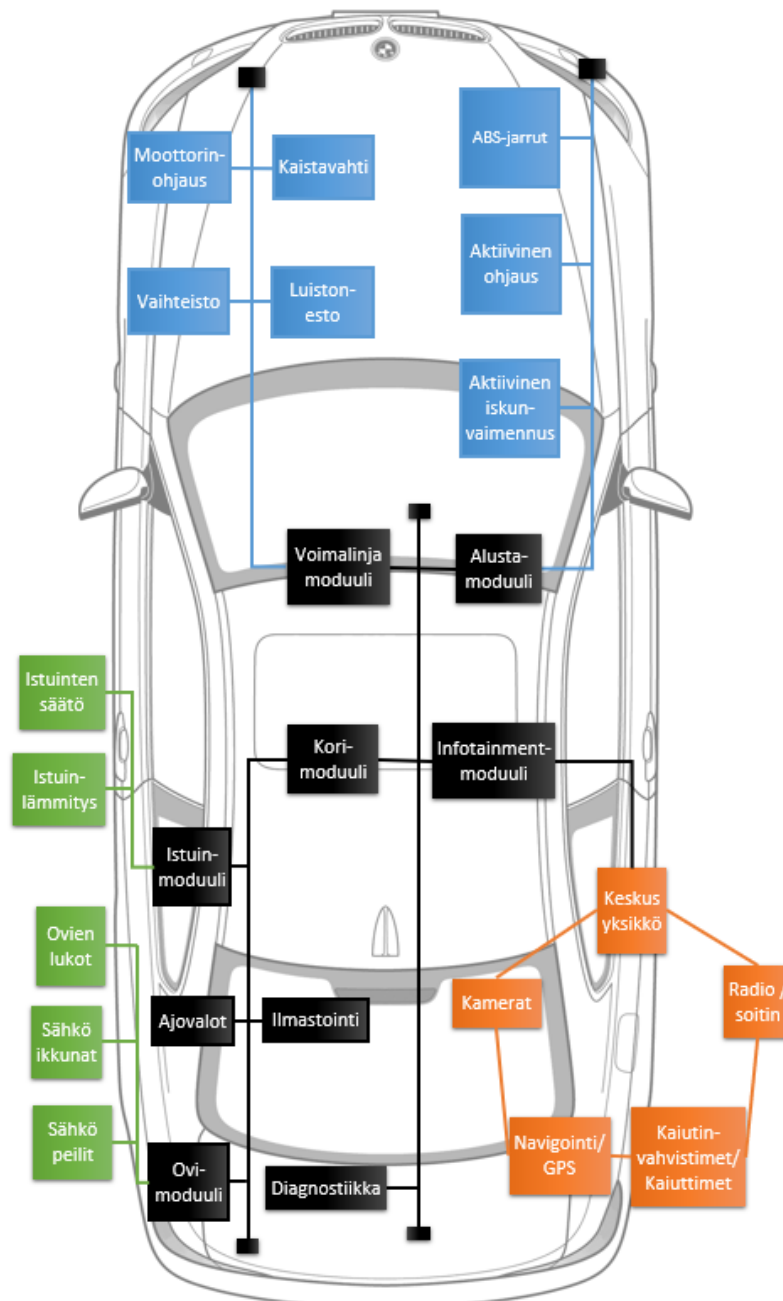 Moottorin-
ohjaus
Kaistavahti
ABS-jarrut
Vaihteisto
Luiston-
esto
Aktiivinen
ohjaus
Aktiivinen
iskun-
vaimennus
Voimalinja
moduuli
Alusta-
moduuli
Istuinten
säätö
Istuin-
lämmitys
Kori-
moduuli
Infotainment-
moduuli
Istuin-
moduuli
Keskus
yksikkö
Ovien
lukot
Sähkö
ikkunat
Sähkö
peilit
Ajovalot
Ilmastointi
Kamerat
Radio /
soitin
Ovi-
moduuli
Diagnostiikka
Navigointi/
GPS
Kaiutin-
vahvistimet/
Kaiuttimet